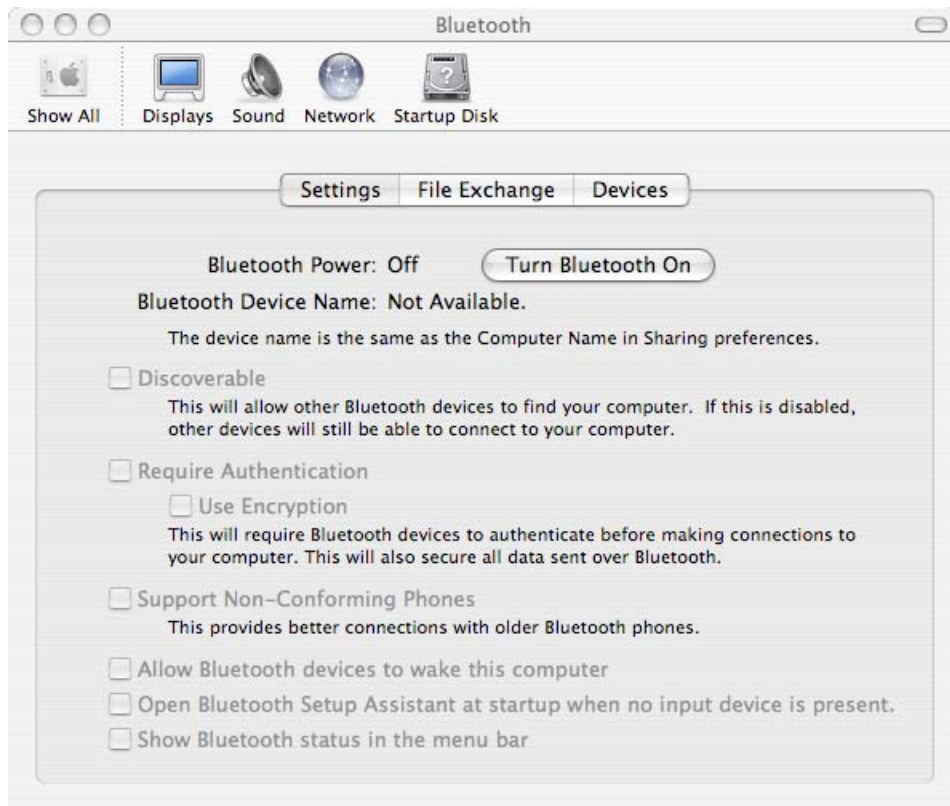 Bluetooth
Show All Displays Sound Network Startup Disk
Settings File Exchange Devices
Bluetooth Power: Off Turn Bluetooth On
Bluetooth Device Name: Not Available.
The device name is the same as the Computer Name in Sharing preferences.
Discoverable
This will allow other Bluetooth devices to find your computer. If this is disabled,
other devices will still be able to connect to your computer.
Require Authentication
Use Encryption
This will require Bluetooth devices to authenticate before making connections to
your computer. This will also secure all data sent over Bluetooth.
Support Non-Conforming Phones
This provides better connections with older Bluetooth phones.
Allow Bluetooth devices to wake this computer
Open Bluetooth Setup Assistant at startup when no input device is present.
Show Bluetooth status in the menu bar